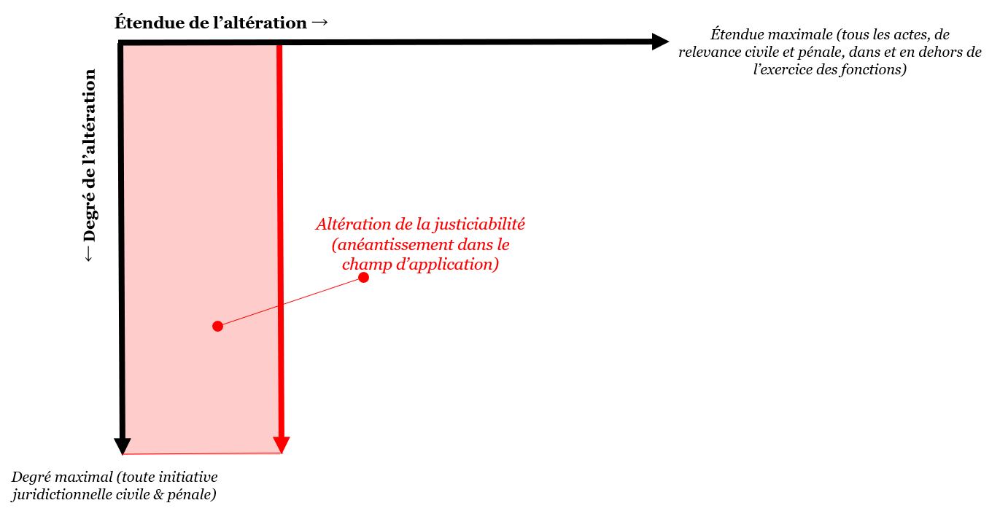 Étendue de l’altération →
Étendue maximale (tous les actes, de
relevance civile et pénale, dans et en dehors de
l’exercice des fonctions)
← Degré de l’altération
Altération de la justiciabilité
(anéantissement dans le
champ d’application)
Degré maximal (toute initiative
juridictionnelle civile & pénale)